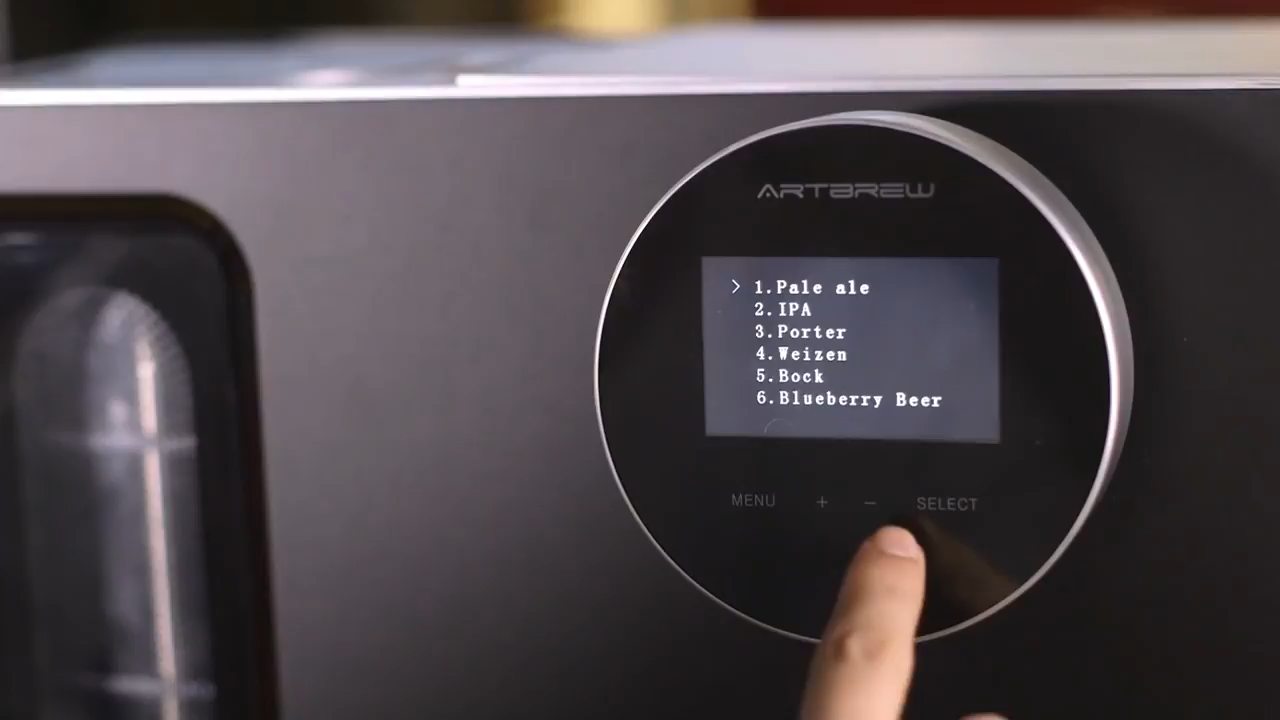 ARTBREW
> 1.Pale ale
2.IPA
3.Porter
4.Weizen
5.Bock
6.Blueberry Beer
MENU + − SELECT